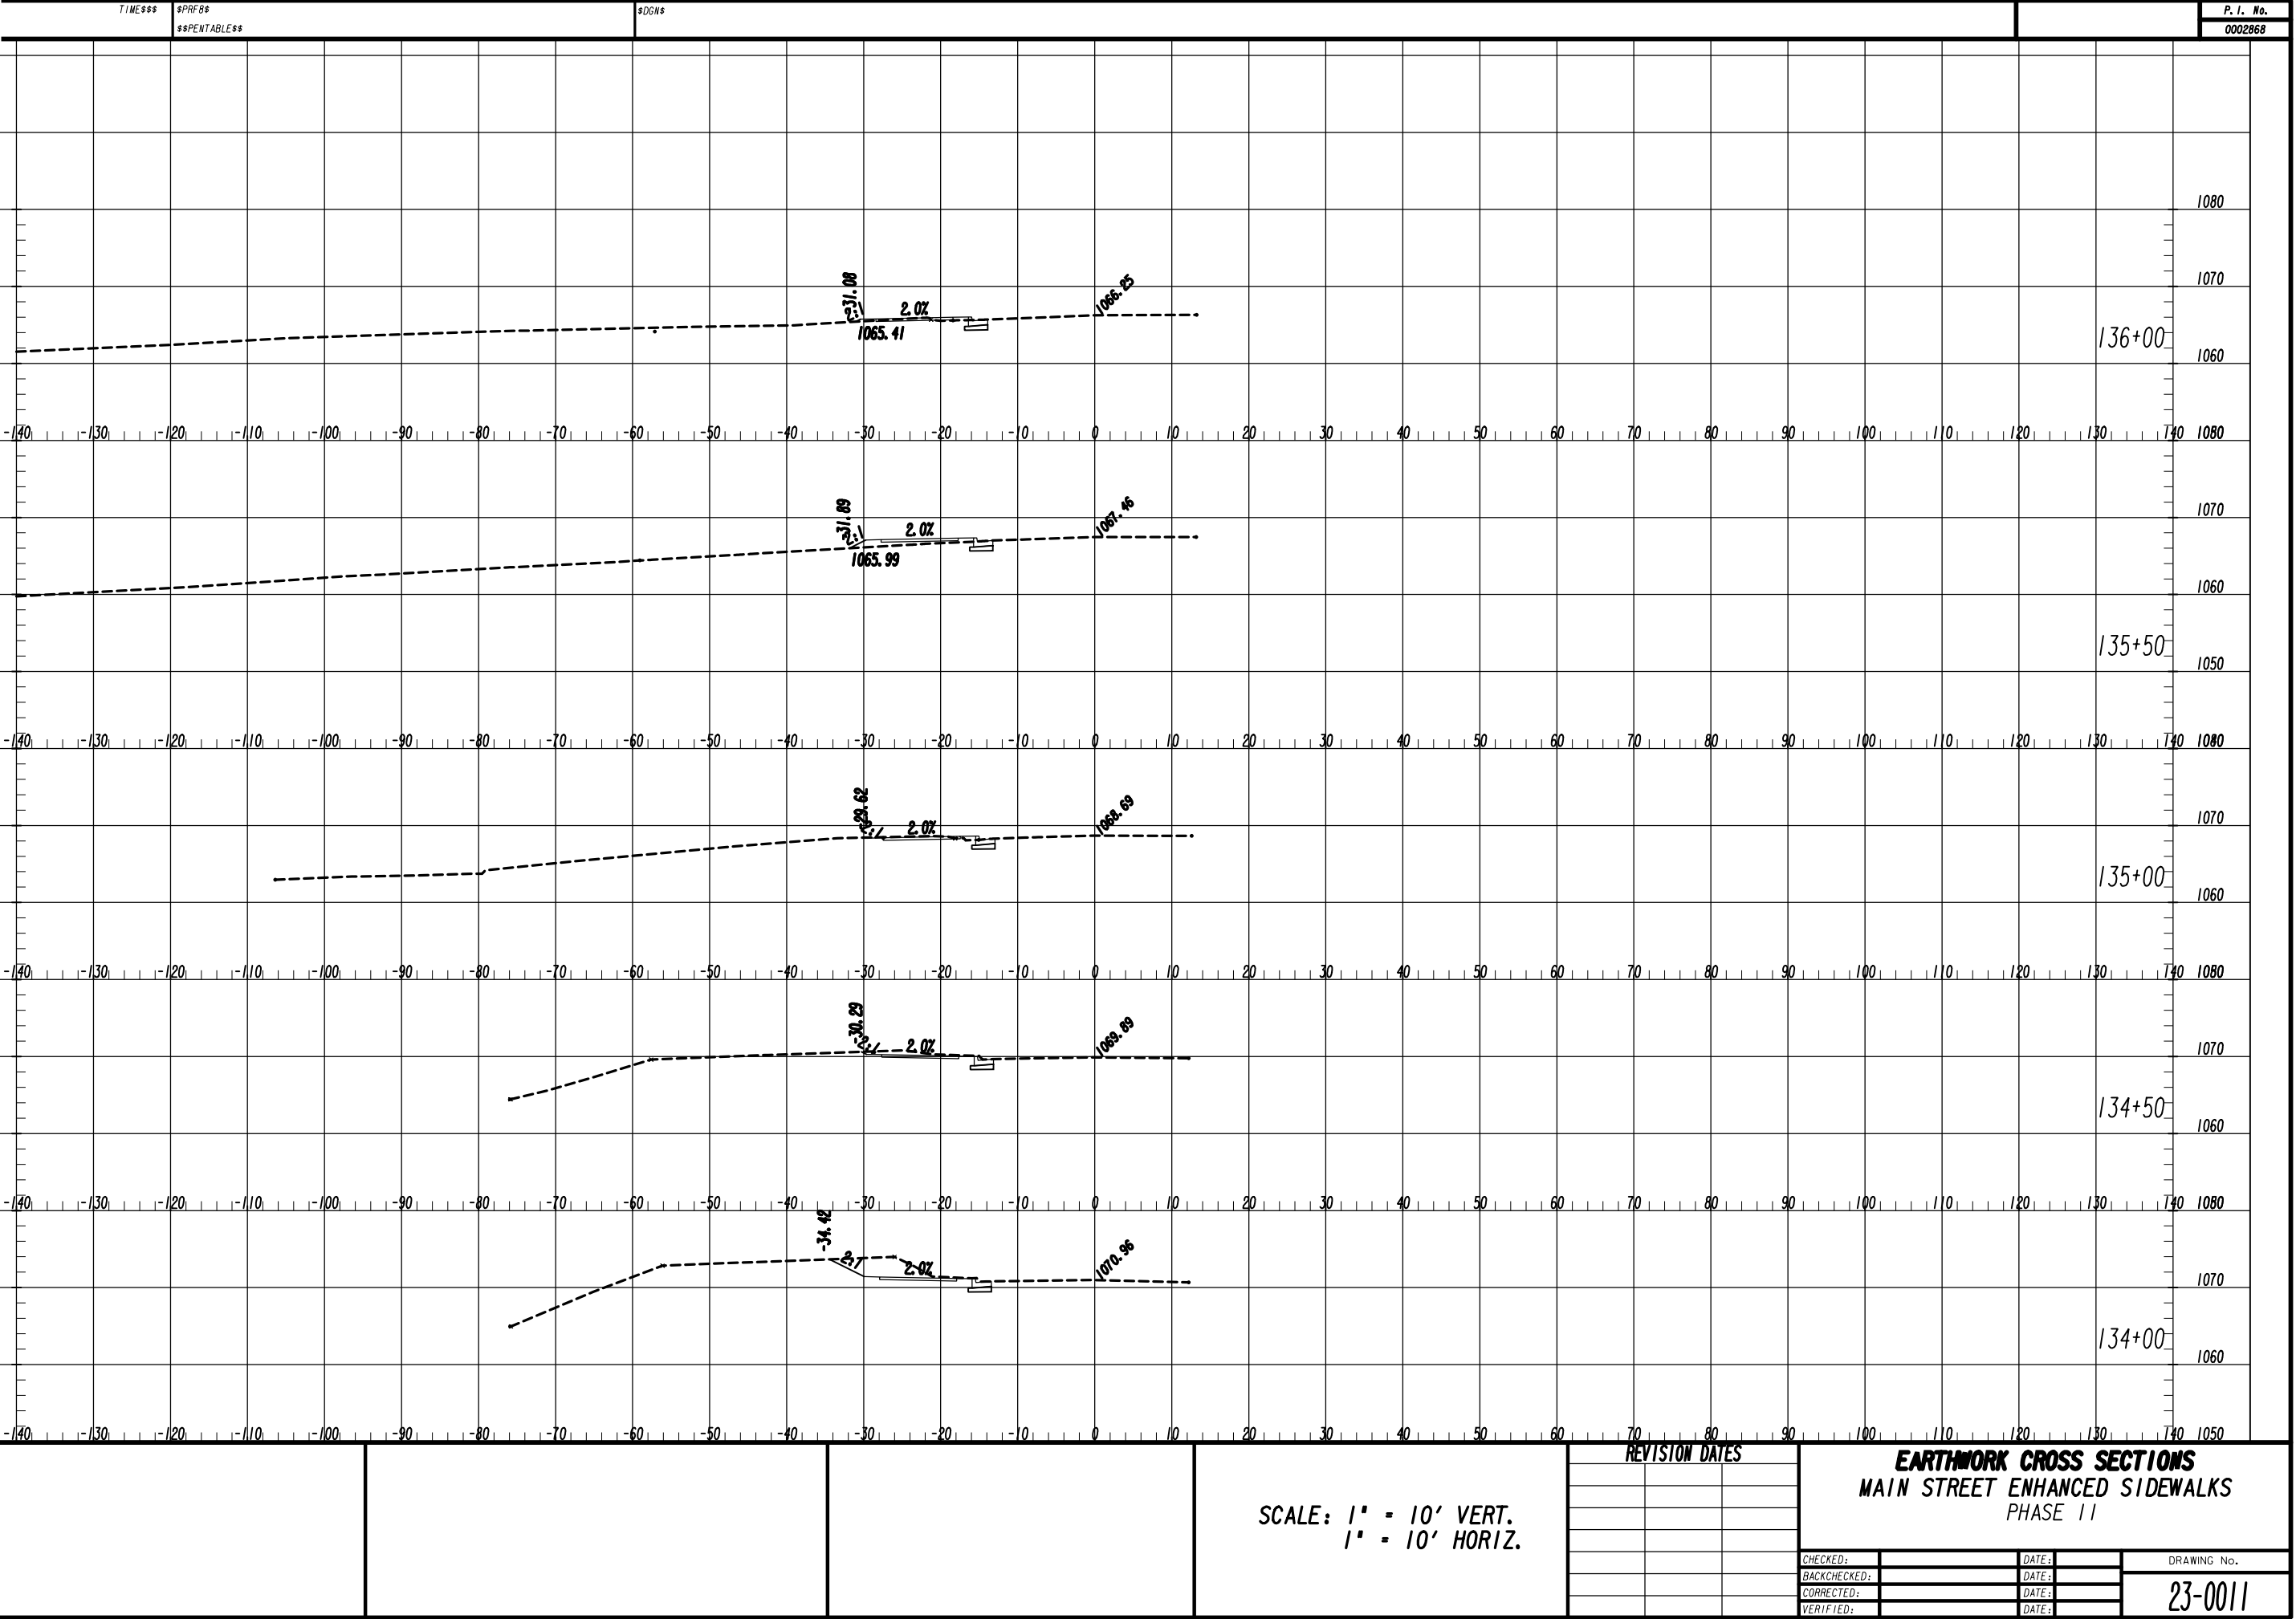 TIME$$$ $PRFB$ $DGN$ P. I. No.
$$PENTABLE$$ 0002868
1080
-31.08 1070
2.0% 1066.25
1065.41 136+00
1060
-140 -130 -120 -110 -100 -90 -80 -70 -60 -50 -40 -30 -20 -10 0 10 20 30 40 50 60 70 80 90 100 110 120 130 140
-31.89 1067.46 1070
2.0%
1065.99
1060
135+50
1050
-140 -130 -120 -110 -100 -90 -80 -70 -60 -50 -40 -30 -20 -10 0 10 20 30 40 50 60 70 80 90 100 110 120 130 140
-29.62 1068.69 1070
2:1 2.0%
135+00
1060
-140 -130 -120 -110 -100 -90 -80 -70 -60 -50 -40 -30 -20 -10 0 10 20 30 40 50 60 70 80 90 100 110 120 130 140
-30.29 1069.89 1070
2:1 2.0%
134+50
1060
-140 -130 -120 -110 -100 -90 -80 -70 -60 -50 -40 -30 -20 -10 0 10 20 30 40 50 60 70 80 90 100 110 120 130 140
-34.42 1070.96
2:1 2.0% 1070
134+00
1060
-140 -130 -120 -110 -100 -90 -80 -70 -60 -50 -40 -30 -20 -10 0 10 20 30 40 50 60 70 80 90 100 110 120 130 140 1050
REVISION DATES
EARTHWORK CROSS SECTIONS
MAIN STREET ENHANCED SIDEWALKS
PHASE II
SCALE: 1" = 10' VERT.
1" = 10' HORIZ.
CHECKED: DATE: DRAWING No.
BACKCHECKED: DATE:
CORRECTED: DATE: 23-0011
VERIFIED: DATE: